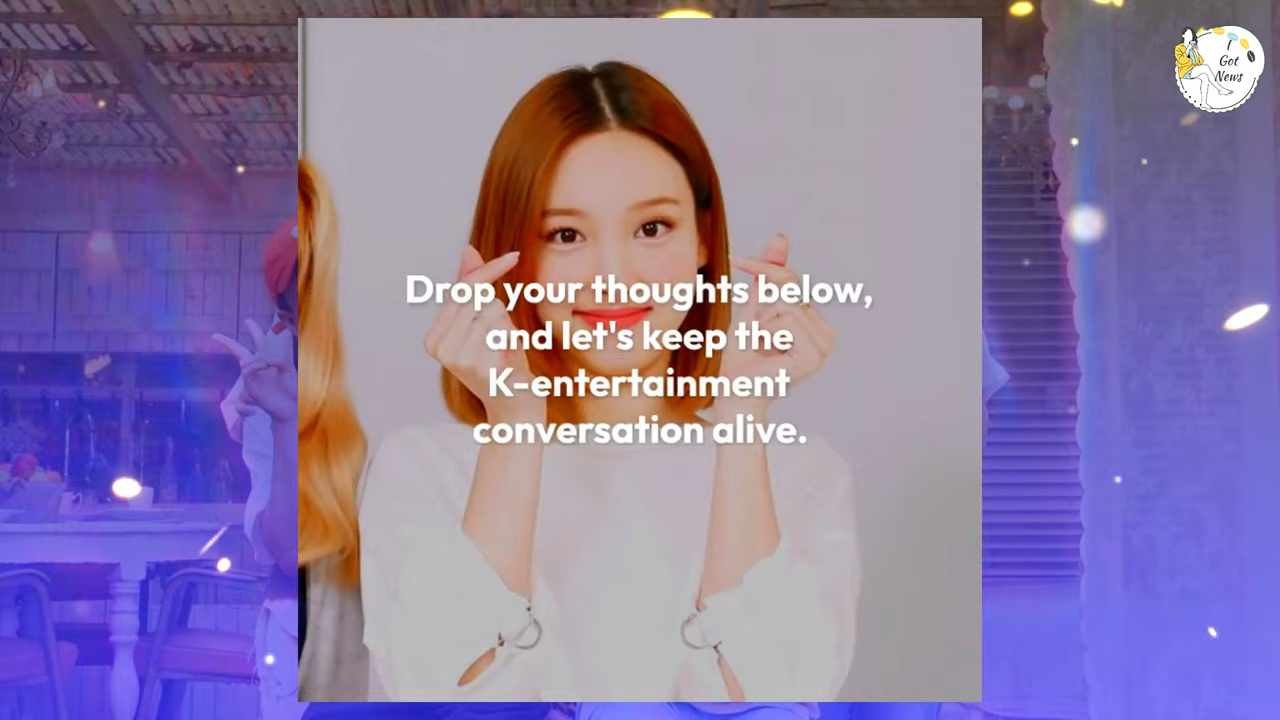 I
Got
News
Drop your thoughts below,
and let's keep the
K-entertainment
conversation alive.